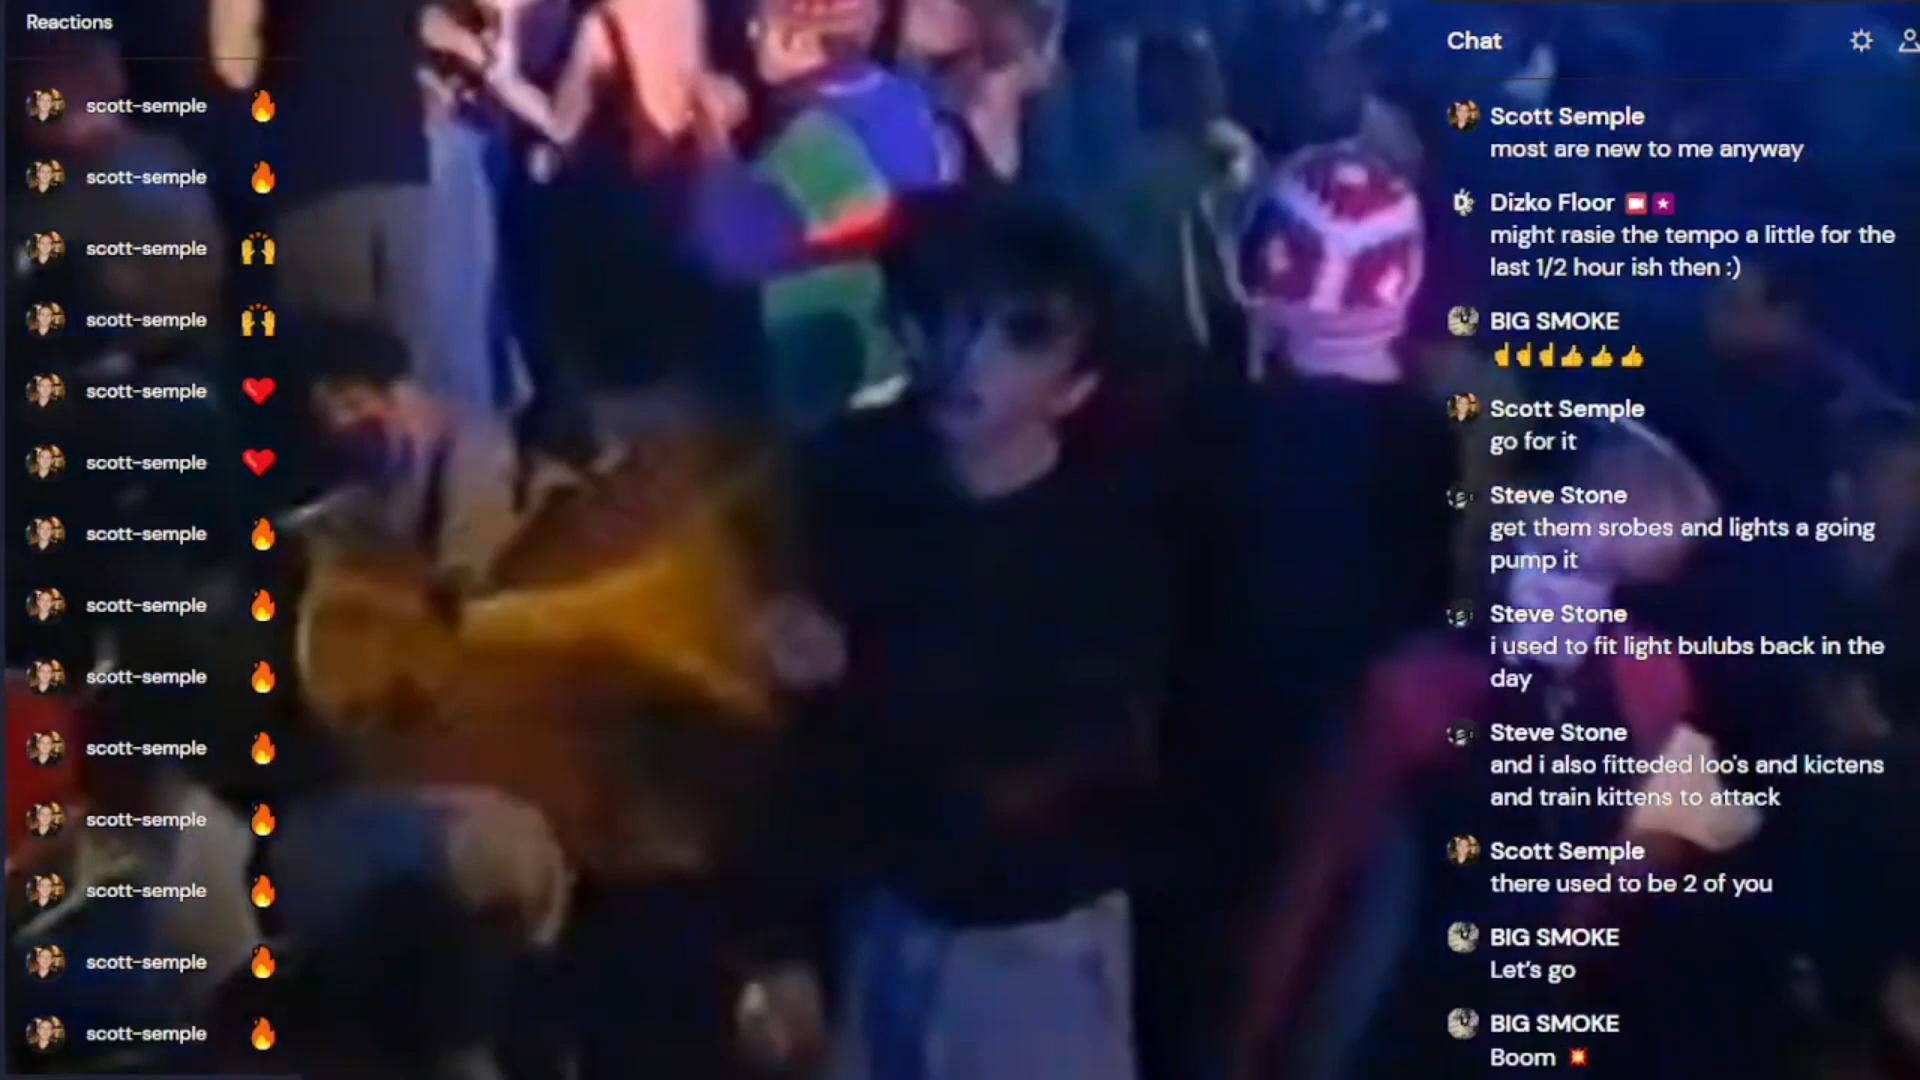 Reactions
scott-semple 🔥
scott-semple 🔥
scott-semple 🙌
scott-semple 🙌
scott-semple ❤️
scott-semple ❤️
scott-semple 🔥
scott-semple 🔥
scott-semple 🔥
scott-semple 🔥
scott-semple 🔥
scott-semple 🔥
scott-semple 🔥
scott-semple 🔥
Chat
Scott Semple
most are new to me anyway
Dizko Floor
might rasie the tempo a little for the
last 1/2 hour ish then :)
BIG SMOKE
☝️☝️☝️👍👍👍
Scott Semple
go for it
Steve Stone
get them srobes and lights a going
pump it
Steve Stone
i used to fit light bulubs back in the
day
Steve Stone
and i also fitteded loo's and kictens
and train kittens to attack
Scott Semple
there used to be 2 of you
BIG SMOKE
Let's go
BIG SMOKE
Boom 💥